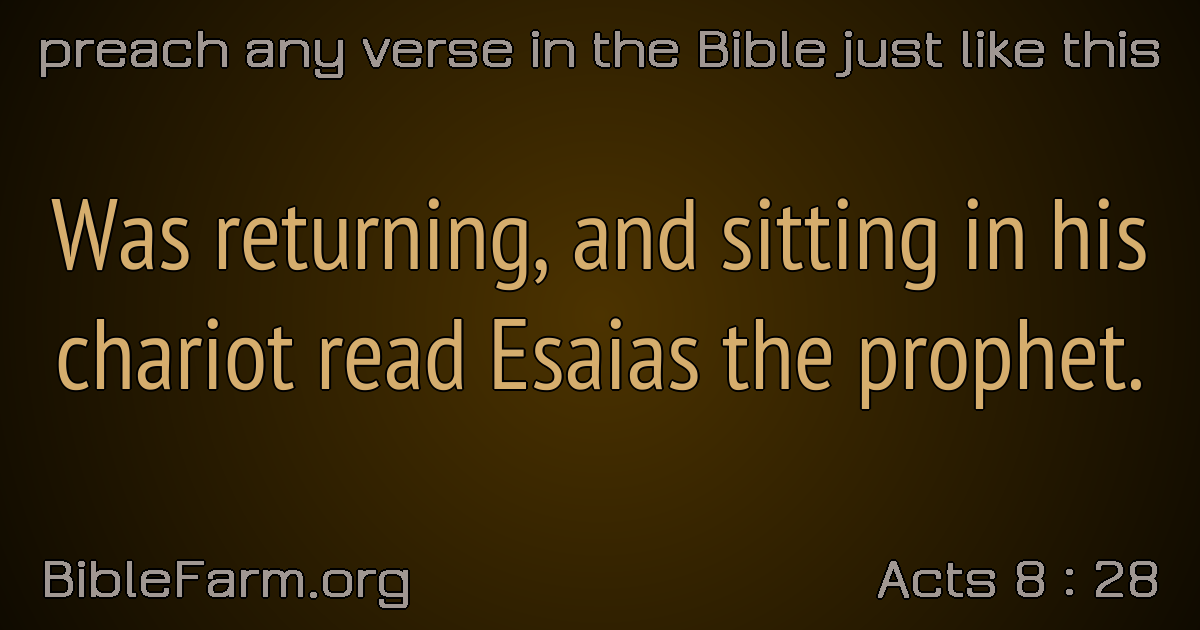 preach any verse in the Bible just like this
Was returning, and sitting in his
chariot read Esaias the prophet.
BibleFarm.org
Acts 8 : 28